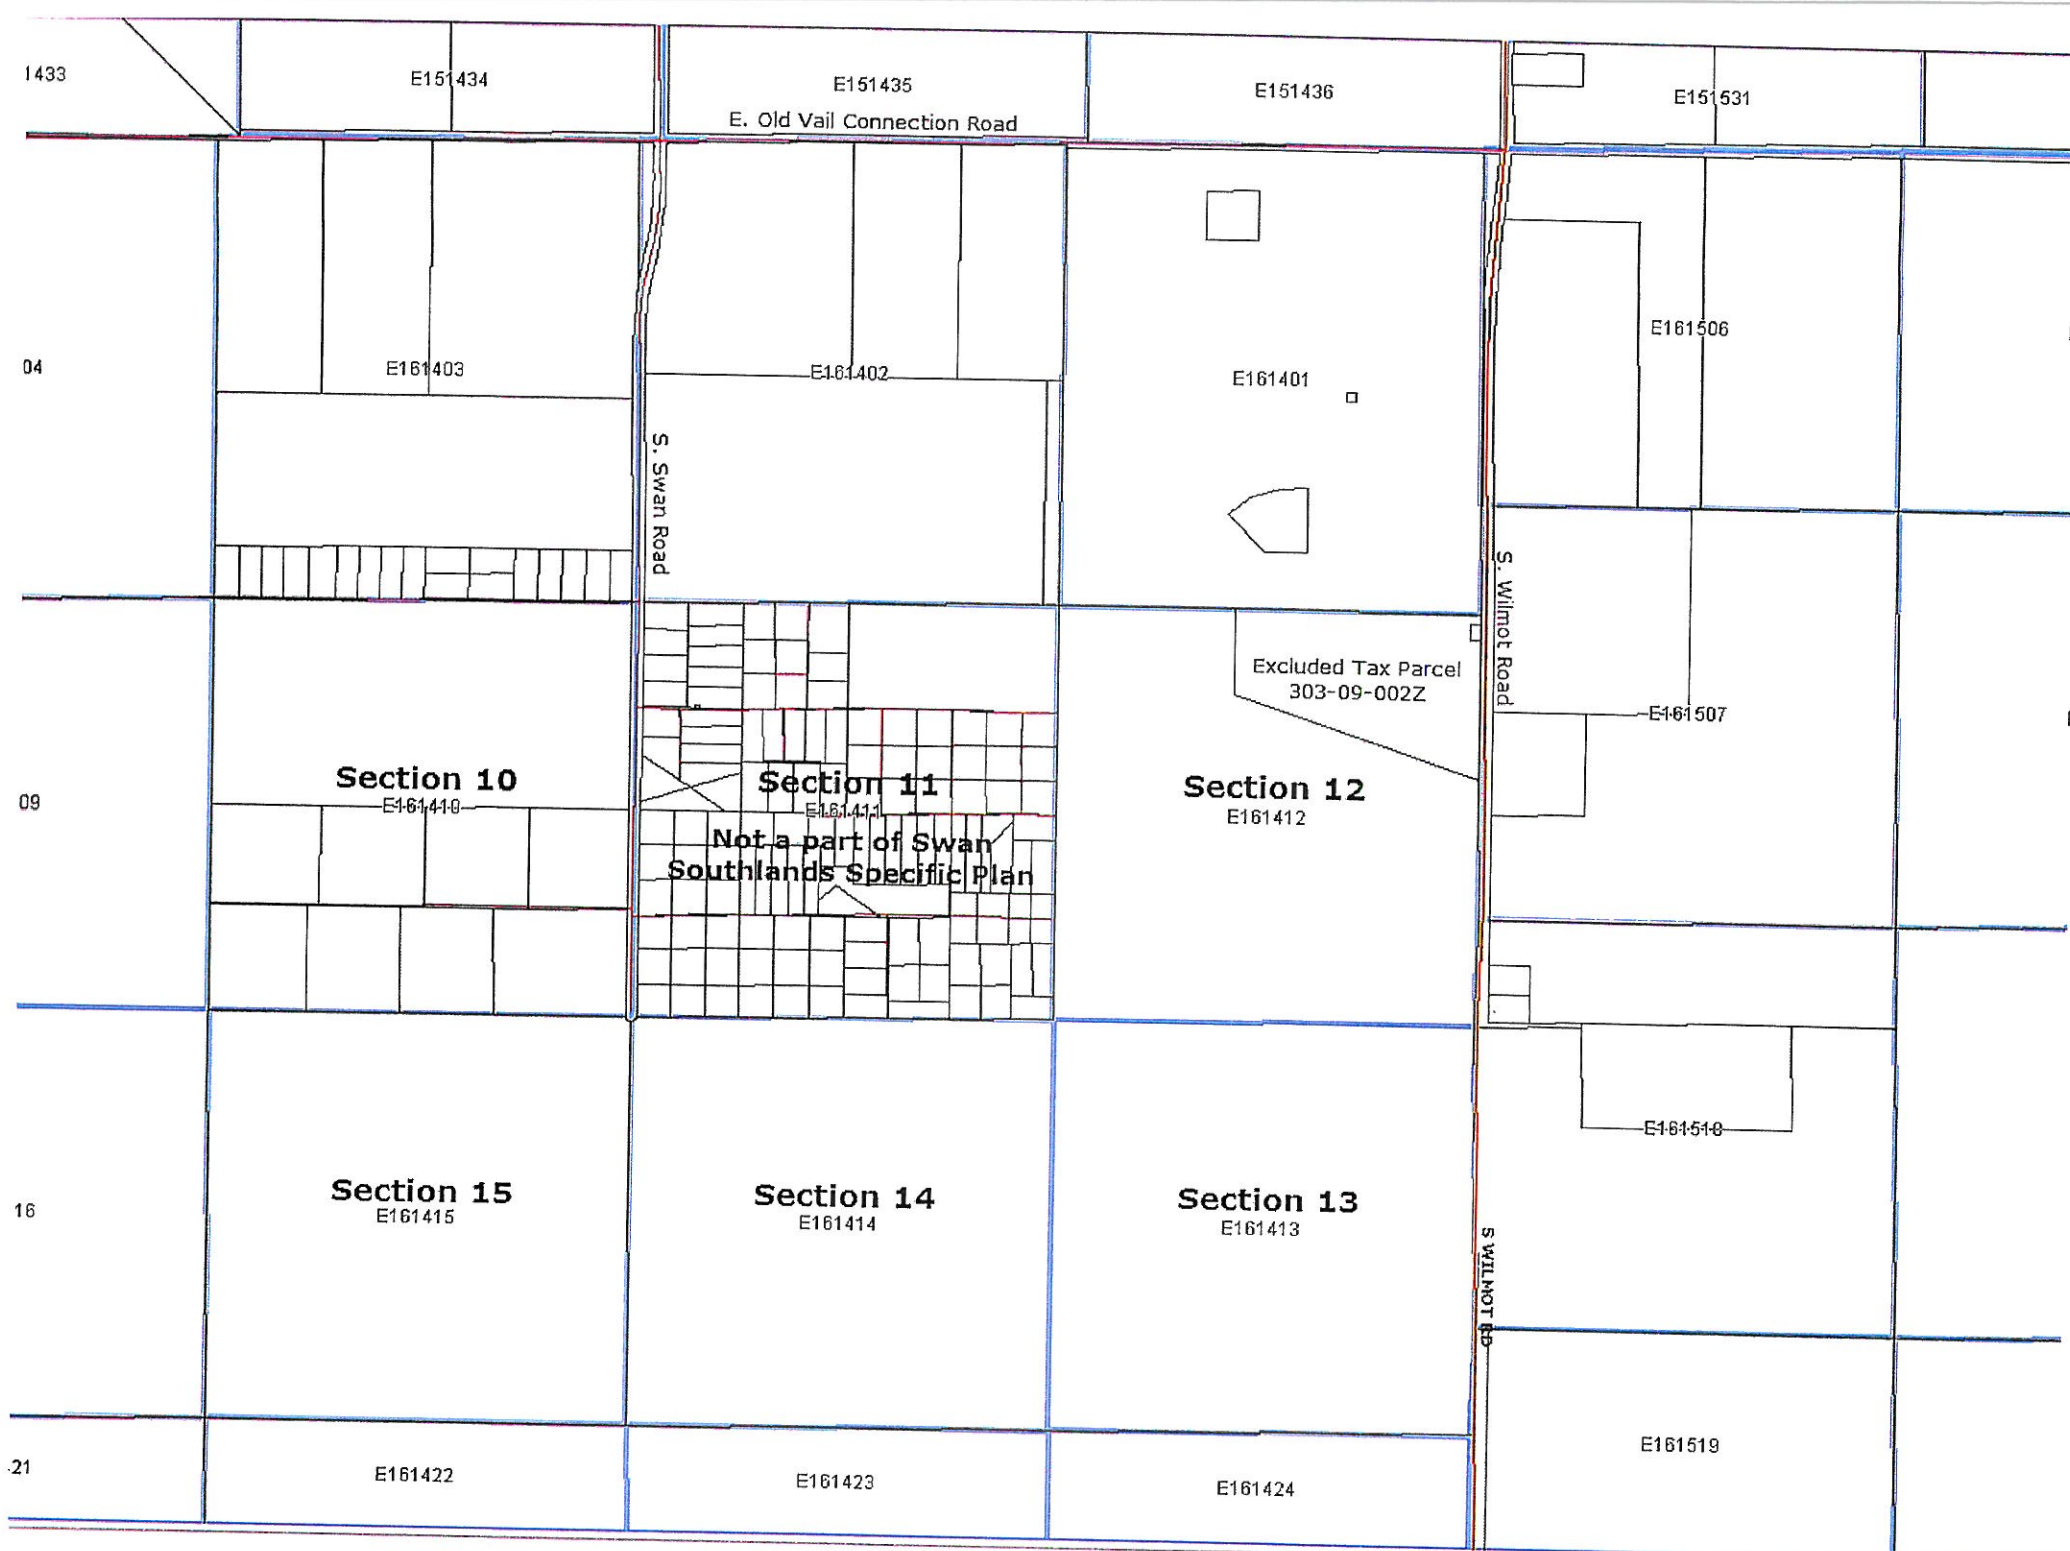 1433
E151434
E151435
E151436
E151531
E. Old Vail Connection Road
04
E161403
E161402
E161401
E161506
S. Swan Road
S. Wilmot Road
Excluded Tax Parcel
303-09-002Z
E161507
09
Section 10
E161410
Section 11
E161411
Not a part of Swan
Southlands Specific Plan
Section 12
E161412
E161518
16
Section 15
E161415
Section 14
E161414
Section 13
E161413
S WILMOT RD
21
E161422
E161423
E161424
E161519